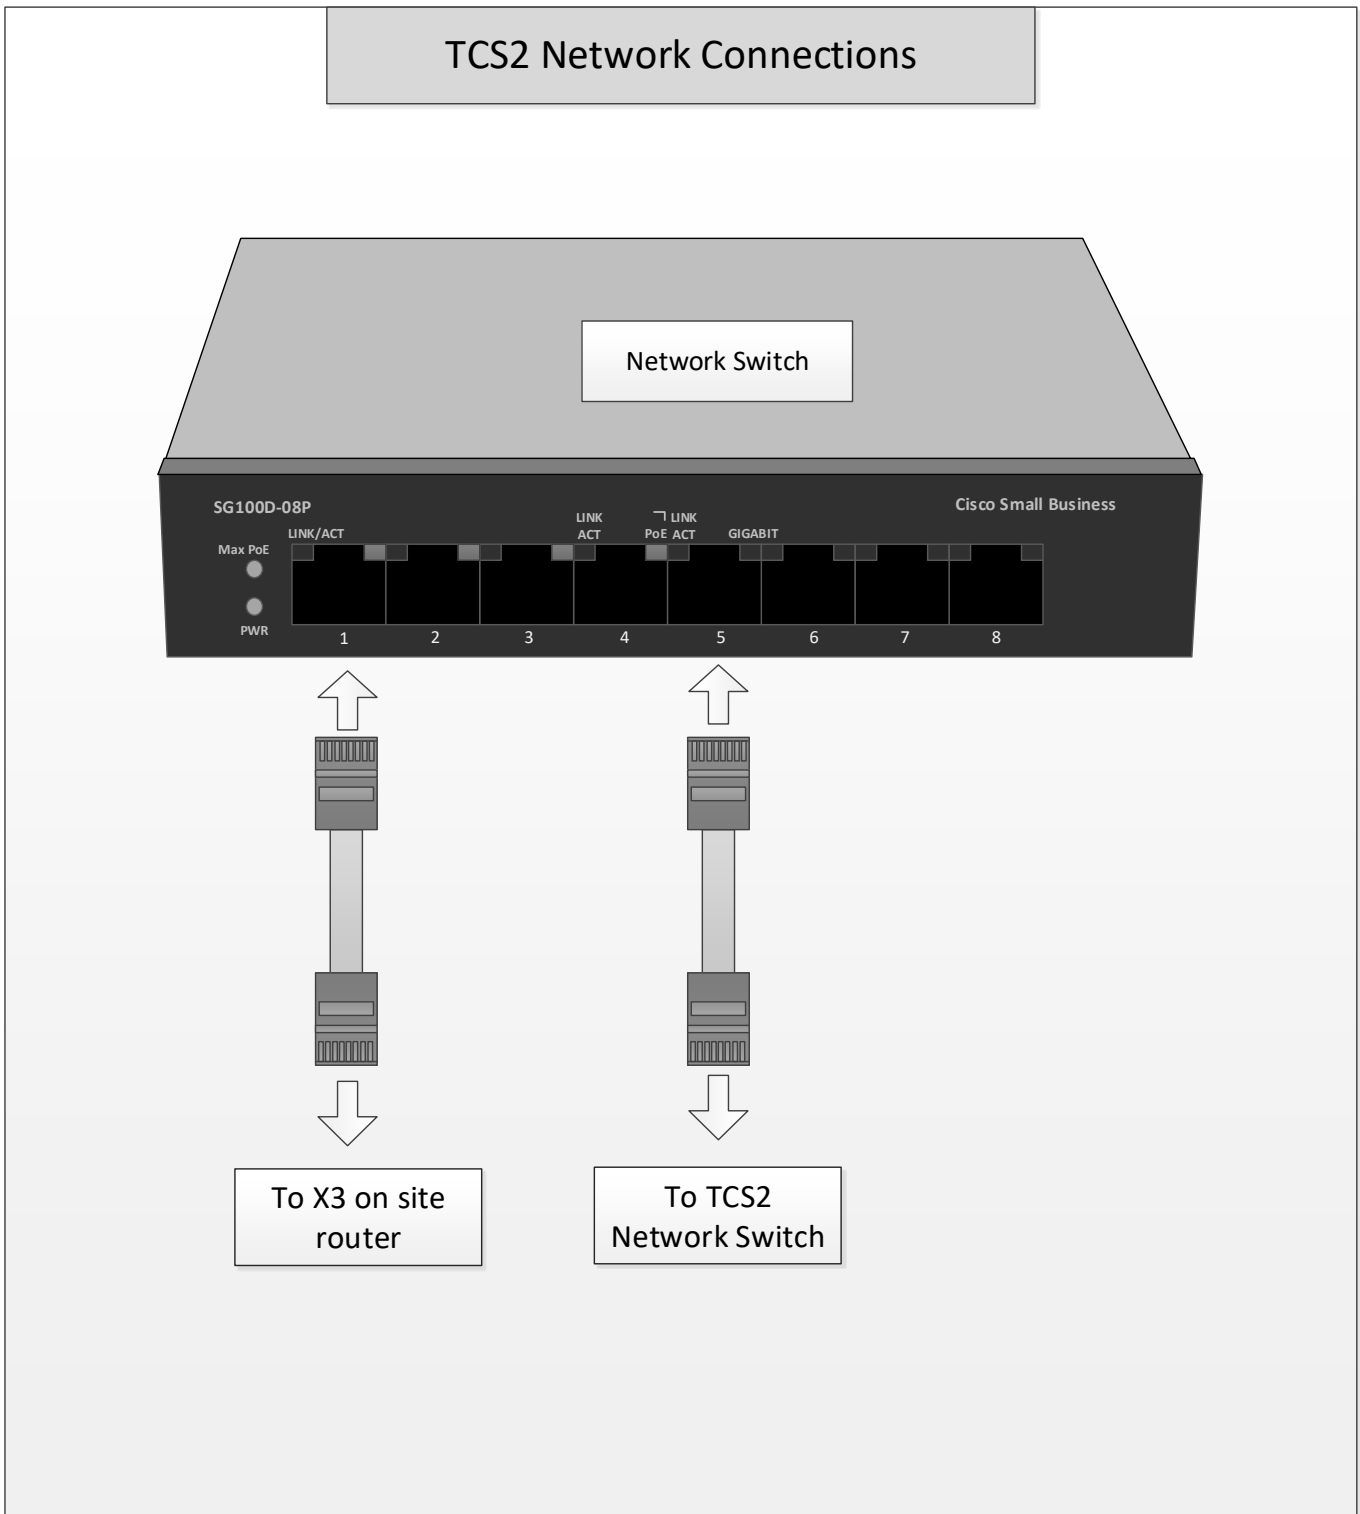 TCS2 Network Connections
Network Switch
SG100D-08P
Cisco Small Business
LINK/ACT
LINK
ACT
PoE
LINK
ACT
GIGABIT
Max PoE
PWR
1 2 3 4 5 6 7 8
To X3 on site
router
To TCS2
Network Switch